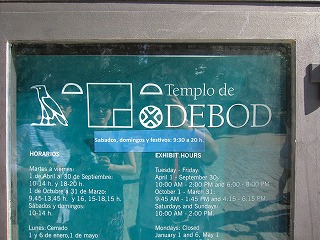 Templo de
DEBOD
Sábados, domingos y festivos: 9:30 a 20 h.
HORARIOS
Martes a viernes:
1 de Abril al 30 de Septiembre:
10-14 h. y 18-20 h.
1 de Octubre a 31 de Marzo:
9,45-13,45 h. y 16, 15-18,15 h.
Sábados y domingos:
10-14 h.
Lunes, Cerrado
1 y 6 de enero, 1 de mayo
EXHIBIT HOURS
Tuesday - Friday:
April 1 - September 30:
10:00 AM - 2:00 PM and 6:00 - 8:00 PM
October 1 - March 31:
9:45 AM - 1:45 PM and 4:15 - 6:15 PM
Saturdays and Sundays:
10:00 AM - 2:00 PM.
Mondays: Closed
January 1 and 6, May 1